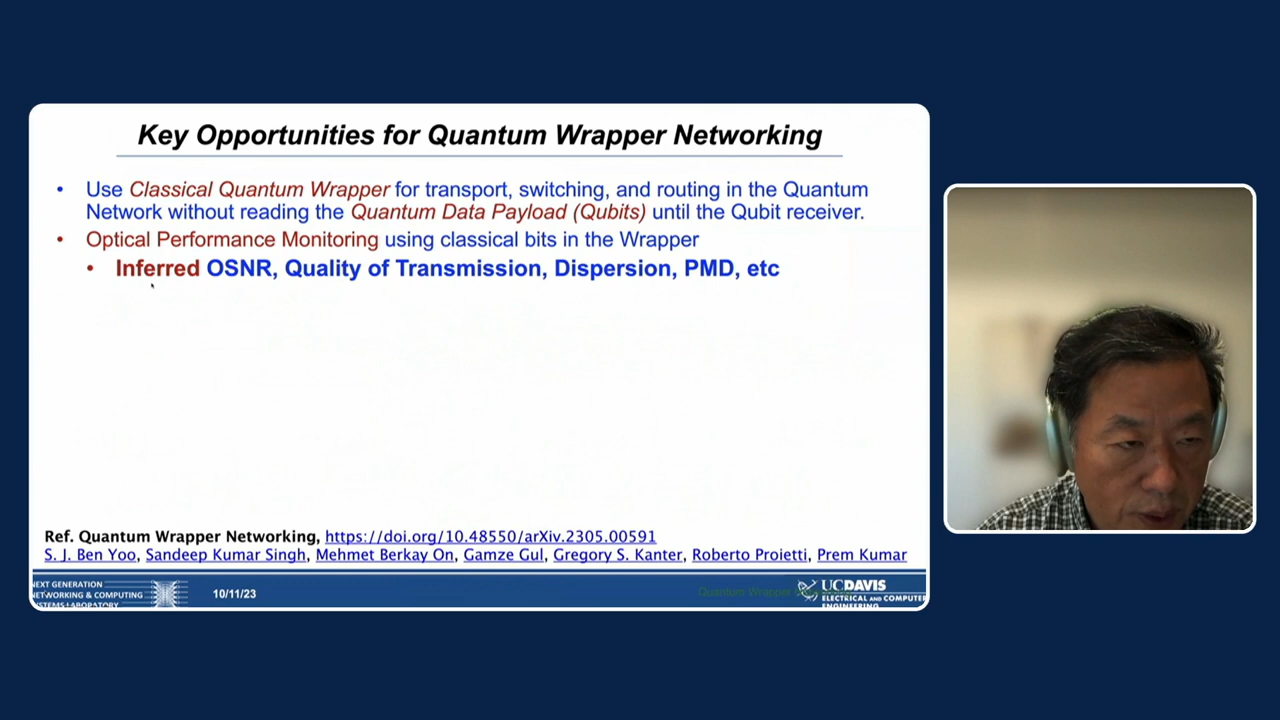 Key Opportunities for Quantum Wrapper Networking
• Use Classical Quantum Wrapper for transport, switching, and routing in the Quantum
Network without reading the Quantum Data Payload (Qubits) until the Qubit receiver.
• Optical Performance Monitoring using classical bits in the Wrapper
• Inferred OSNR, Quality of Transmission, Dispersion, PMD, etc
Ref. Quantum Wrapper Networking, https://doi.org/10.48550/arXiv.2305.00591
S. J. Ben Yoo, Sandeep Kumar Singh, Mehmet Berkay On, Gamze Gul, Gregory S. Kanter, Roberto Proietti, Prem Kumar
NEXT GENERATION
NETWORKING & COMPUTING
SYSTEMS LABORATORY
10/11/23
Quantum Wrapper
UCDAVIS
ELECTRICAL AND COMPUTER
ENGINEERING